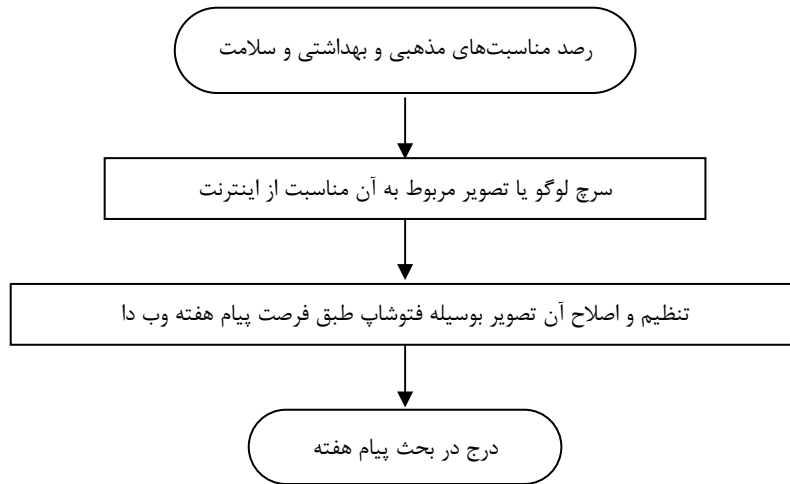 رصد مناسبت‌های مذهبی و بهداشتی و سلامت
سرچ لوگو یا تصویر مربوط به آن مناسبت از اینترنت
تنظیم و اصلاح آن تصویر بوسیله فتوشاپ طبق فرصت پیام هفته وب دا
درج در بحث پیام هفته